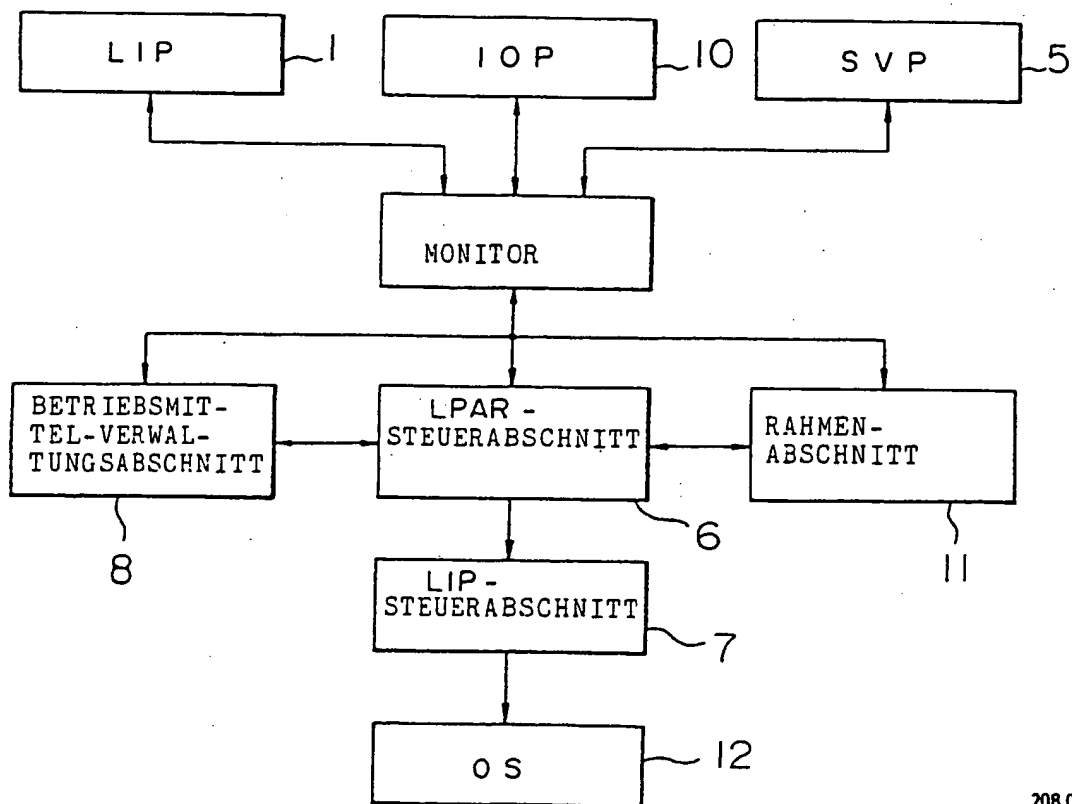 LIP
1
IOP
10
SVP
5
MONITOR
BETRIEBSMIT-
TEL-VERWAL-
TUNGSABSCHNITT
8
LPAR-
STEUERABSCHNITT
6
RAHMEN-
ABSCHNITT
11
LIP-
STEUERABSCHNITT
7
OS
12